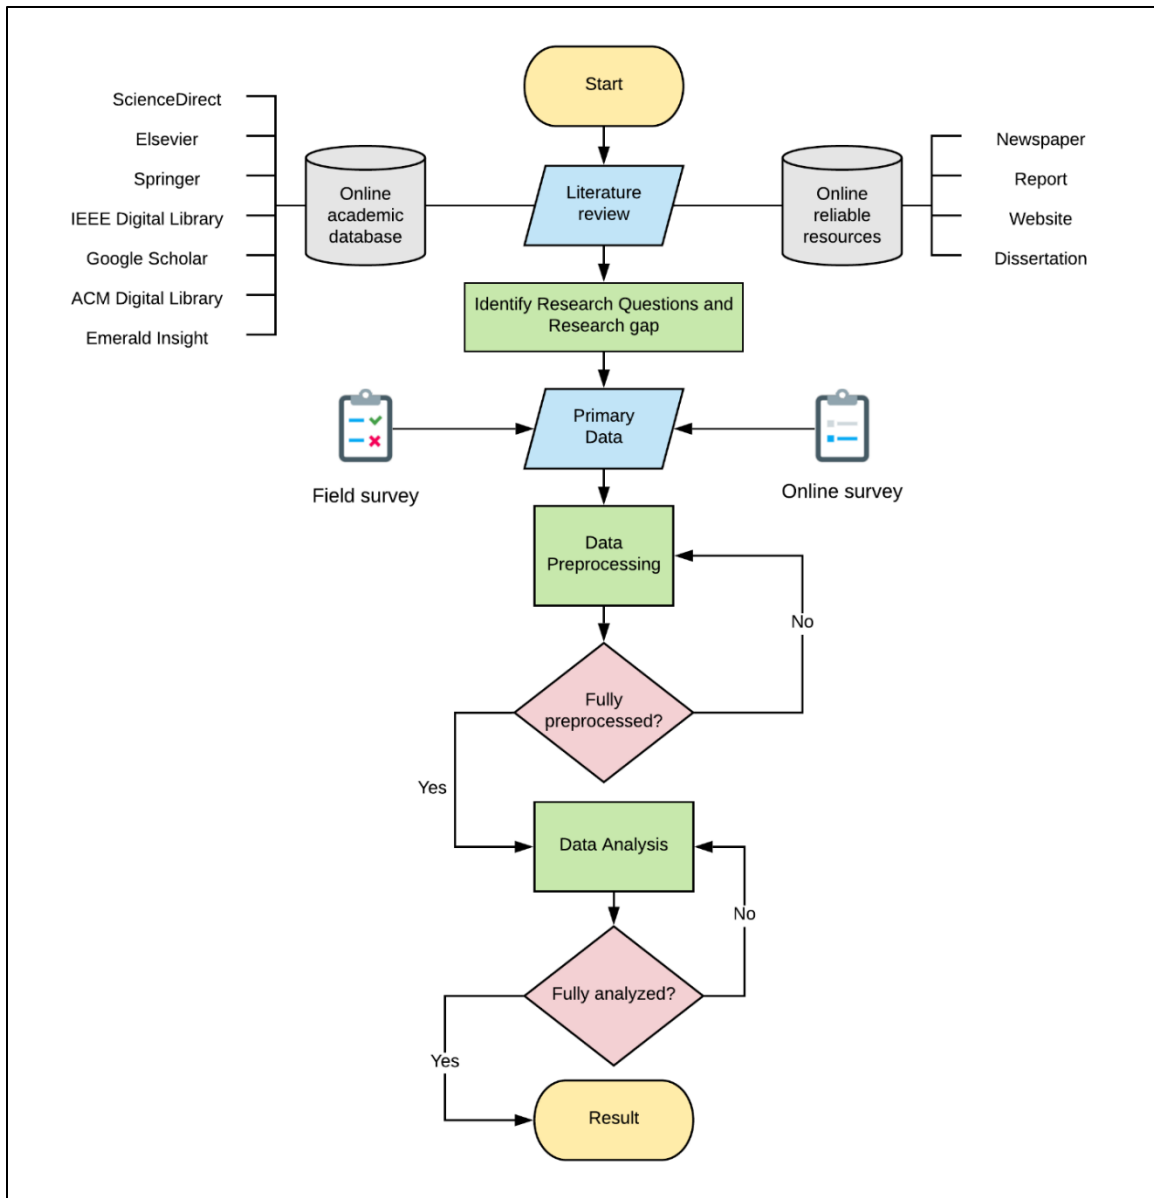 Start
ScienceDirect
Elsevier
Springer
IEEE Digital Library
Google Scholar
ACM Digital Library
Emerald Insight
Online
academic
database
Literature
review
Online
reliable
resources
Newspaper
Report
Website
Dissertation
Identify Research Questions and
Research gap
Field survey
Primary
Data
Online survey
Data
Preprocessing
No
Fully
preprocessed?
Yes
Data Analysis
No
Fully analyzed?
Yes
Result